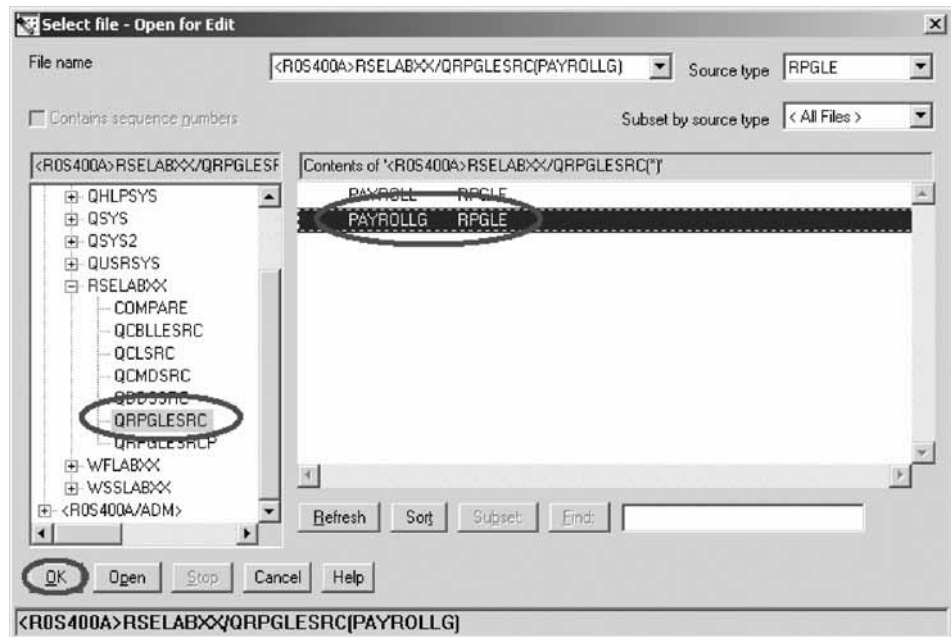 Select file - Open for Edit
File name <R0S400A>RSELABXX/QRPGLESRC(PAYROLLG) Source type RPGLE
Contains sequence numbers Subset by source type < All Files >
<R0S400A>RSELABXX/QRPGLESF Contents of '<R0S400A>RSELABXX/QRPGLESRC(*)'
QHLPSYS
QSYS
QSYS2
QUSRSYS
RSELABXX
COMPARE
QCBLLESRC
QCLSRC
QCMDSRC
QDDSSRC
QRPGLESRC
QRPGLESRCP
WFLABXX
WSSLABXX
<R0S400A/ADM>
PAYROLL RPGLE
PAYROLLG RPGLE
Refresh Sort Subset Find:
OK Open Stop Cancel Help
<R0S400A>RSELABXX/QRPGLESRC(PAYROLLG)